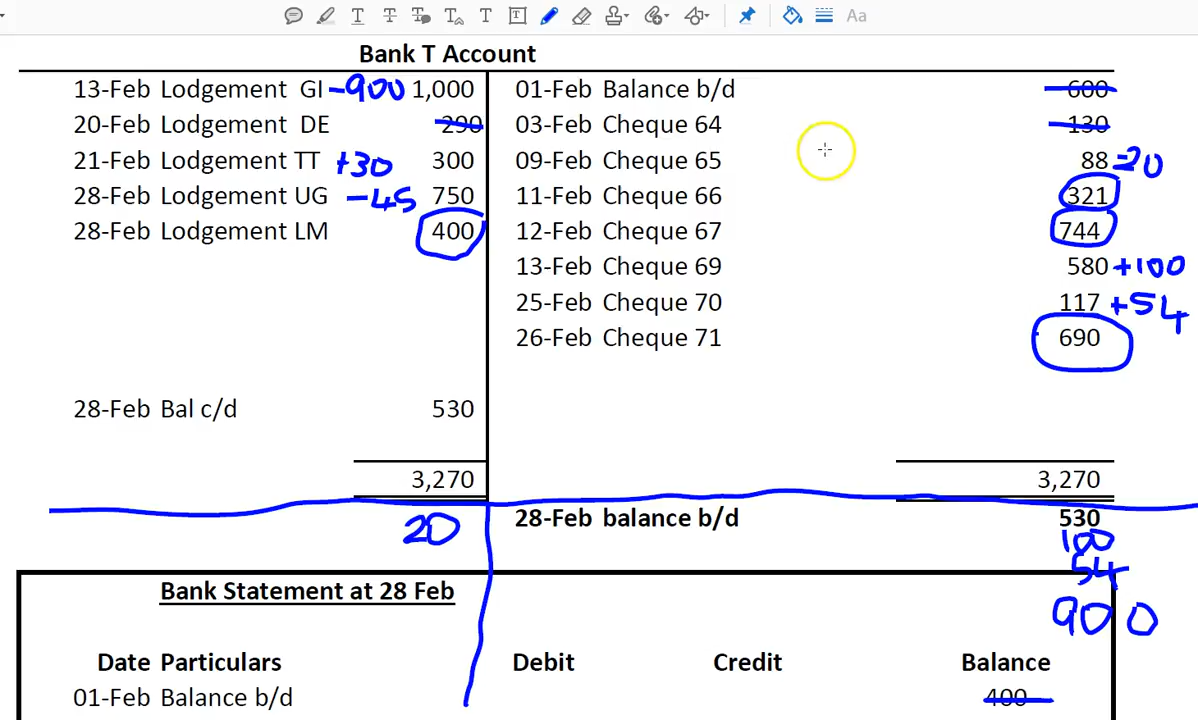 T T T T T T Aa
Bank T Account
13-Feb Lodgement GI -900 1,000 01-Feb Balance b/d 600
20-Feb Lodgement DE 290 03-Feb Cheque 64 130
21-Feb Lodgement TT +30 300 09-Feb Cheque 65 88 -20
28-Feb Lodgement UG -45 750 11-Feb Cheque 66 321
28-Feb Lodgement LM 400 12-Feb Cheque 67 744
13-Feb Cheque 69 580 +100
25-Feb Cheque 70 117 +54
26-Feb Cheque 71 690
28-Feb Bal c/d 530
3,270 3,270
20 28-Feb balance b/d 530
100
54
900
Bank Statement at 28 Feb
Date Particulars Debit Credit Balance
01-Feb Balance b/d 400